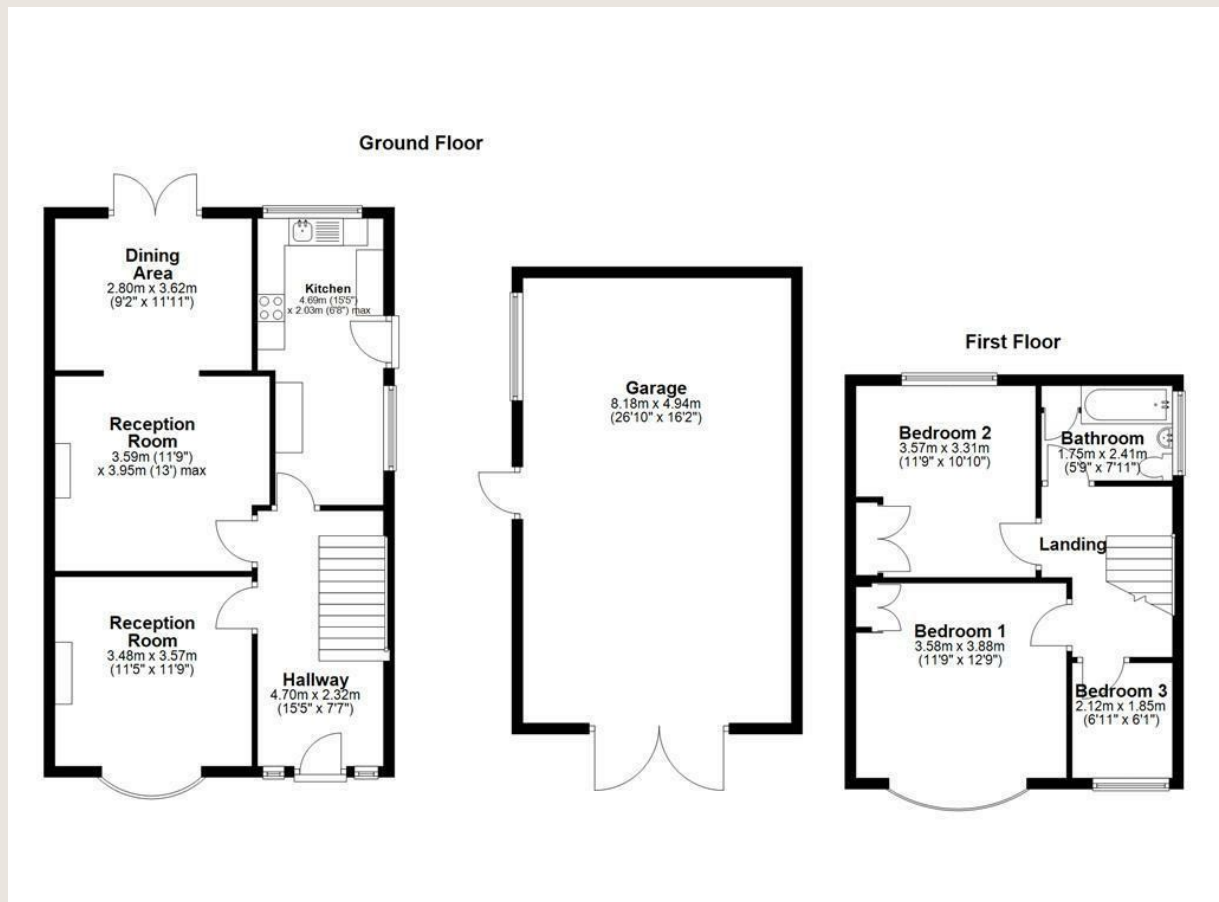 Ground Floor
Dining
Area
2.80m x 3.62m
(9'2" x 11'11")
Kitchen
4.69m (15'5")
x 2.03m (6'8") max
Reception
Room
3.59m (11'9")
x 3.95m (13') max
Reception
Room
3.48m x 3.57m
(11'5" x 11'9")
Hallway
4.70m x 2.32m
(15'5" x 7'7")
Garage
8.18m x 4.94m
(26'10" x 16'2")
First Floor
Bedroom 2
3.57m x 3.31m
(11'9" x 10'10")
Bathroom
1.75m x 2.41m
(5'9" x 7'11")
Landing
Bedroom 1
3.58m x 3.88m
(11'9" x 12'9")
Bedroom 3
2.12m x 1.85m
(6'11" x 6'1")